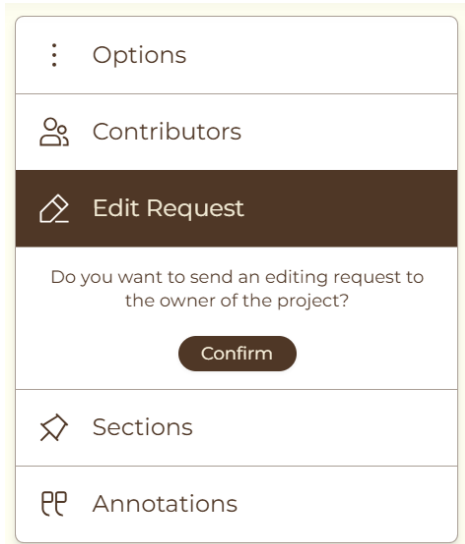 Options
Contributors
Edit Request
Do you want to send an editing request to
the owner of the project?
Confirm
Sections
Annotations